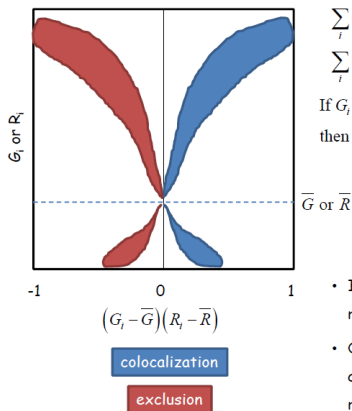 ∑
i
∑
i
If G_i
then
G_i or R_i
G̅ or R̅
-1 0 1
(G_i - G̅)(R_i - R̅)
colocalization
exclusion
• I
r
• C
c
r